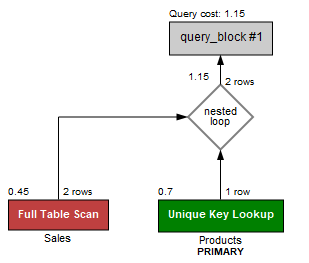 Query cost: 1.15
query_block #1
1.15
2 rows
nested
loop
0.45
2 rows
0.7
1 row
Full Table Scan
Unique Key Lookup
Sales
Products
PRIMARY